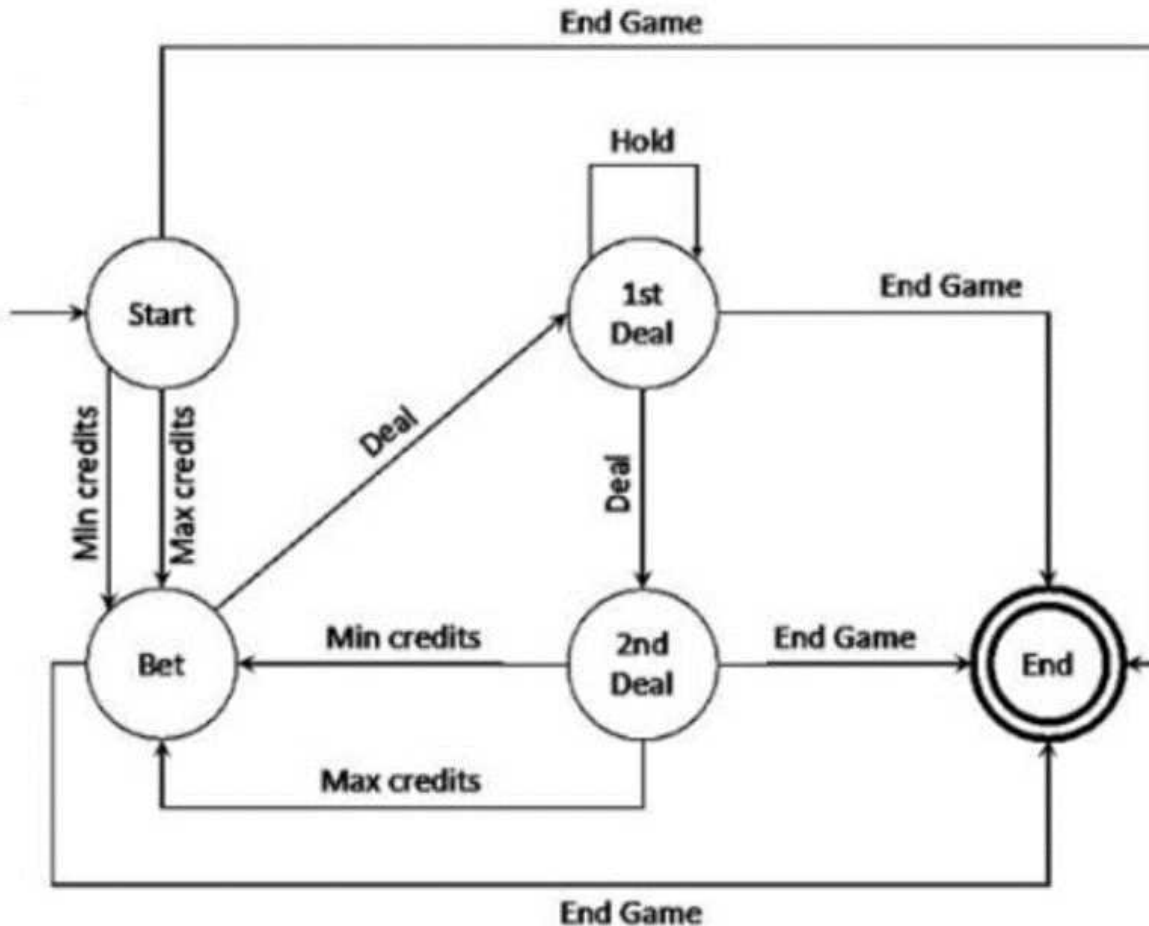 End Game
Hold
Start
1st
Deal
End Game
Min credits
Max credits
Deal
Deal
Bet
Min credits
2nd
Deal
End Game
End
Max credits
End Game